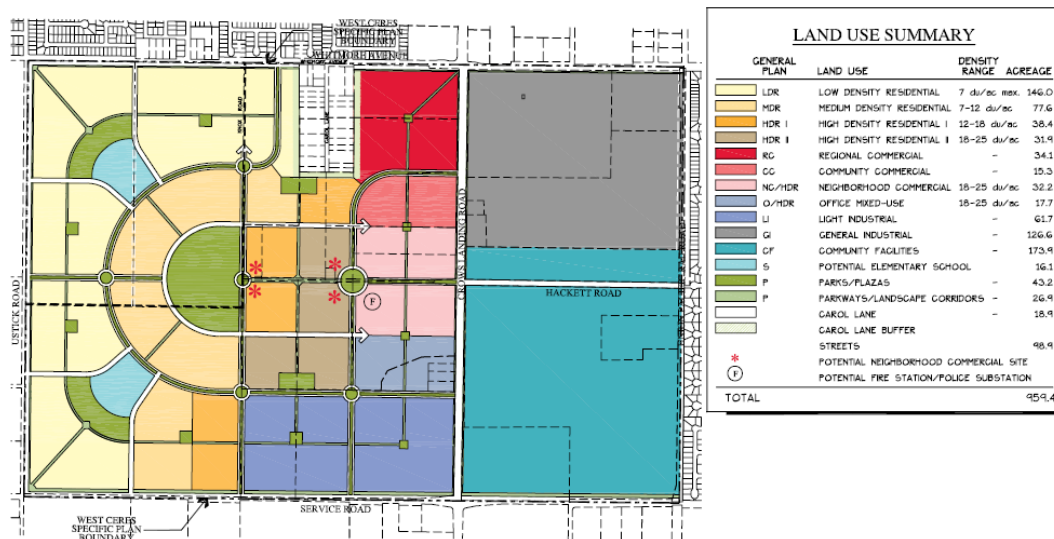 WEST CERES
SPECIFIC PLAN
BOUNDARY
WHITMORE AVENUE
USTICK ROAD
CROWS LANDING ROAD
HACKETT ROAD
F
SERVICE ROAD
WEST CERES
SPECIFIC PLAN
BOUNDARY
LAND USE SUMMARY
GENERAL PLAN LAND USE DENSITY RANGE ACREAGE
LDR LOW DENSITY RESIDENTIAL 7 du/ac max. 146.0
MDR MEDIUM DENSITY RESIDENTIAL 7-12 du/ac 77.6
HDR I HIGH DENSITY RESIDENTIAL I 12-18 du/ac 38.4
HDR II HIGH DENSITY RESIDENTIAL II 18-25 du/ac 31.9
RC REGIONAL COMMERCIAL - 34.1
CC COMMUNITY COMMERCIAL - 15.3
NC/HDR NEIGHBORHOOD COMMERCIAL 18-25 du/ac 32.2
O/HDR OFFICE MIXED-USE 18-25 du/ac 17.7
LI LIGHT INDUSTRIAL - 61.7
GI GENERAL INDUSTRIAL - 126.6
CF COMMUNITY FACILITIES - 173.9
S POTENTIAL ELEMENTARY SCHOOL - 16.1
P PARKS/PLAZAS - 43.2
P PARKWAYS/LANDSCAPE CORRIDORS - 26.9
CAROL LANE - 18.9
CAROL LANE BUFFER
STREETS 98.9
* POTENTIAL NEIGHBORHOOD COMMERCIAL SITE
F POTENTIAL FIRE STATION/POLICE SUBSTATION
TOTAL 959.4